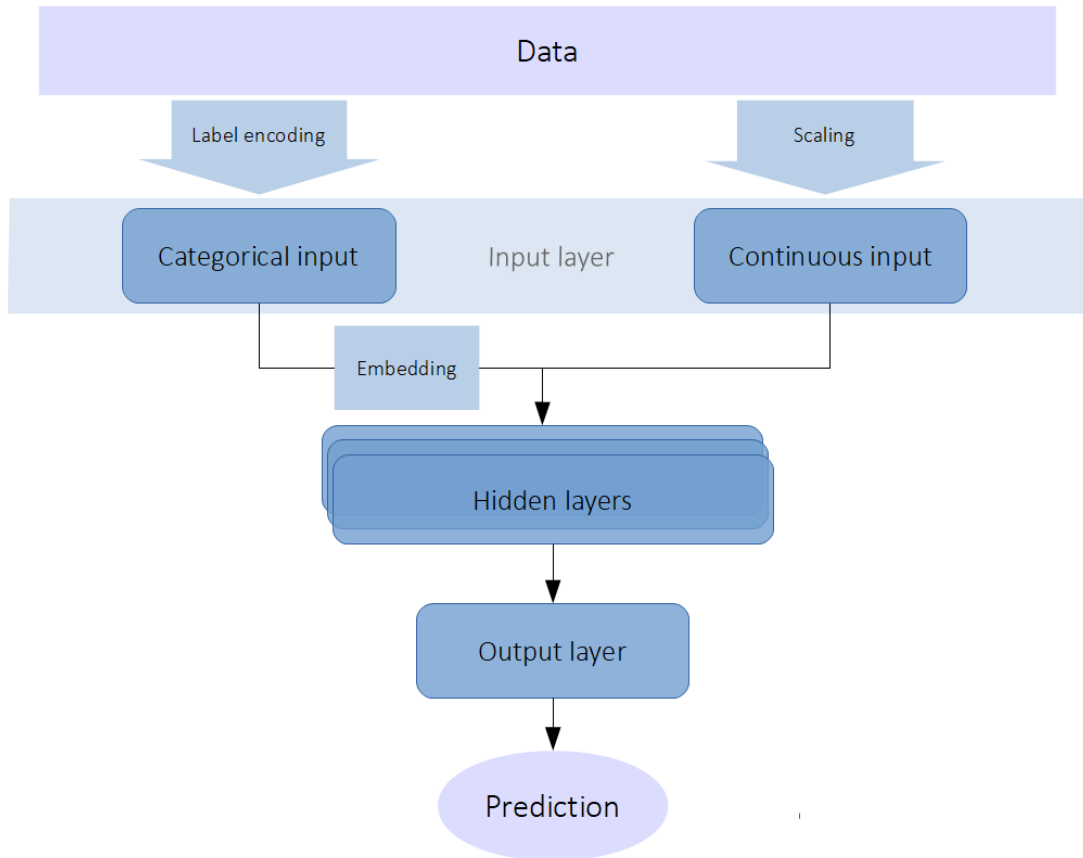 Data
Label encoding
Scaling
Categorical input
Input layer
Continuous input
Embedding
Hidden layers
Output layer
Prediction